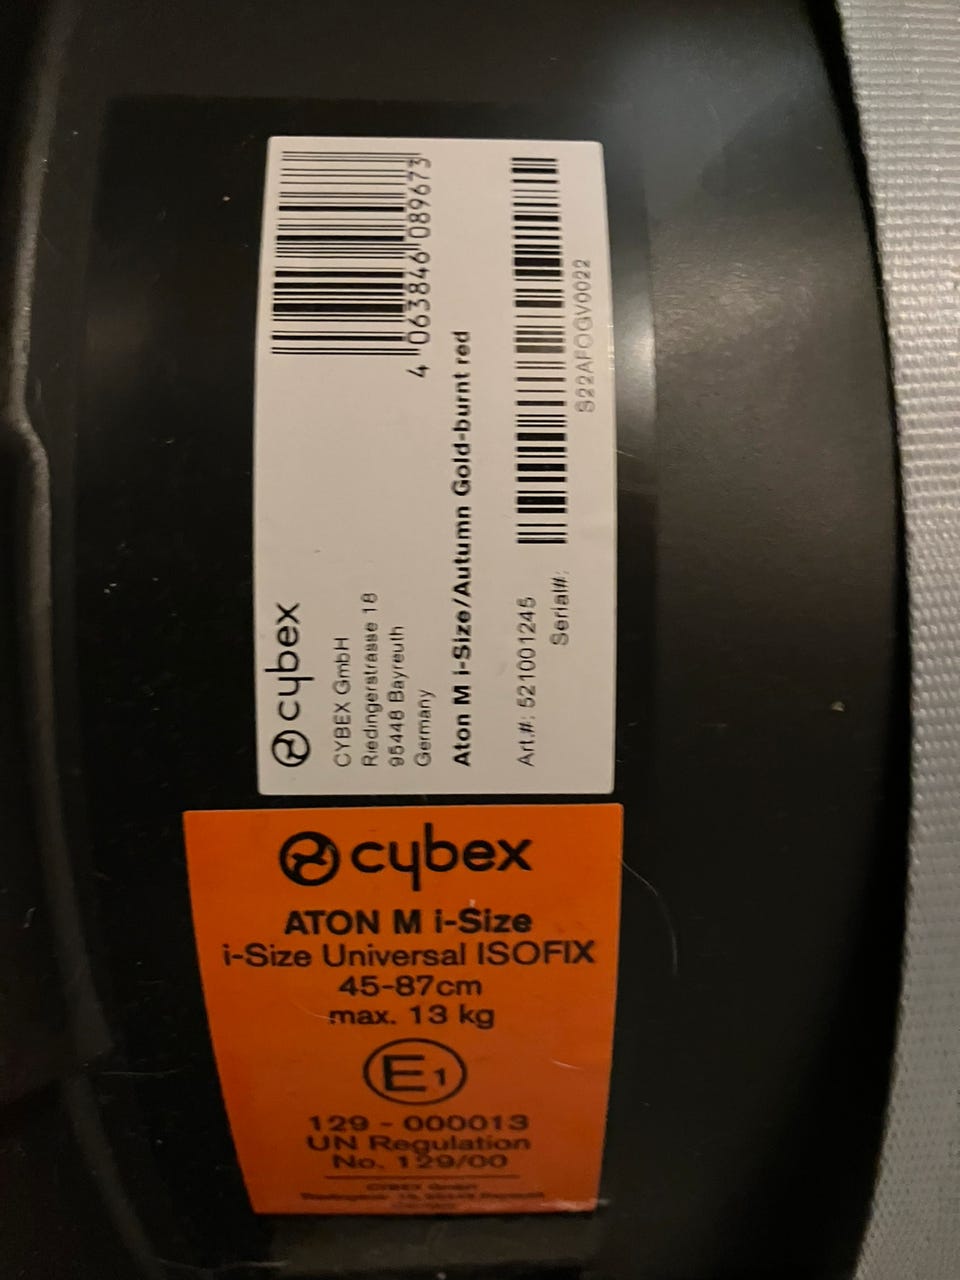 cybex
CYBEX GmbH
Riedingerstrasse 18
95448 Bayreuth
Germany
4 063846 089673
Aton M i-Size/Autumn Gold-burnt red
Art.#: 521001245
Serial#:
S22AFOGV0022
cybex
ATON M i-Size
i-Size Universal ISOFIX
45-87cm
max. 13 kg
E1
129 - 000013
UN Regulation
No. 129/00
CYBEX GmbH